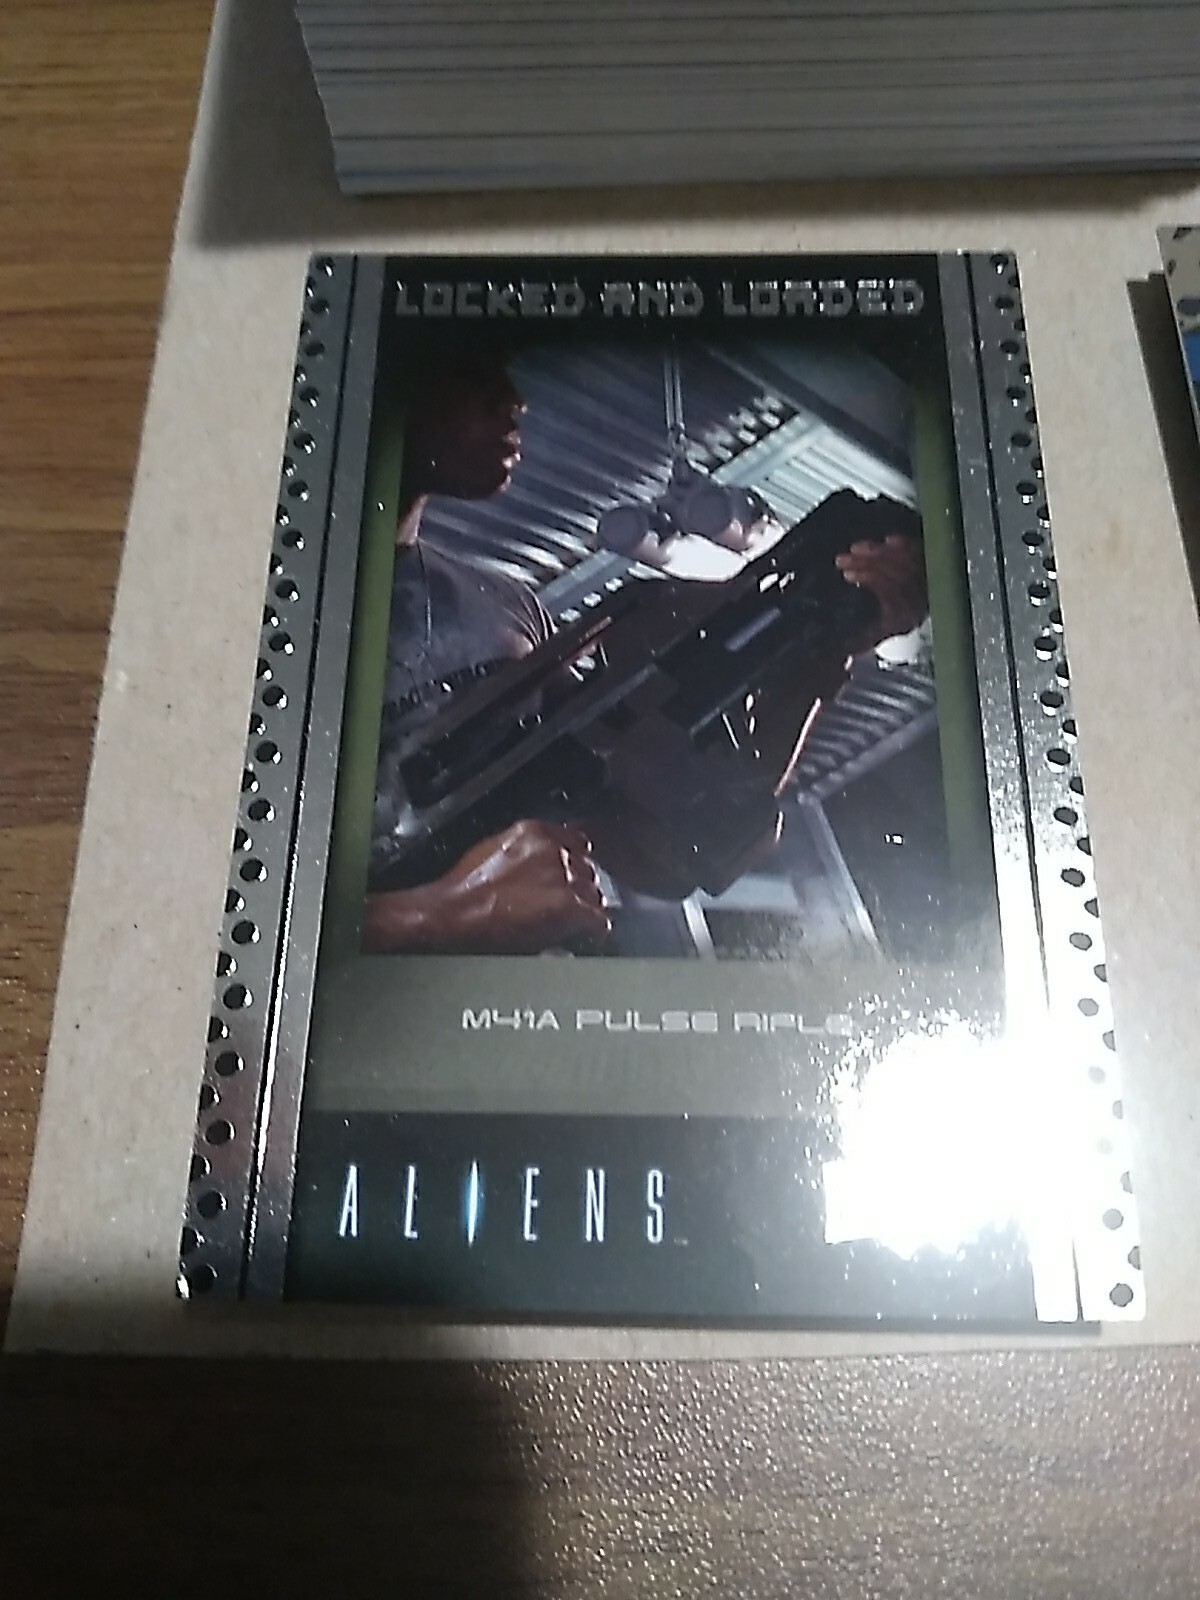 LOCKED AND LOADED
M41A PULSE RIFLE
ALIENS